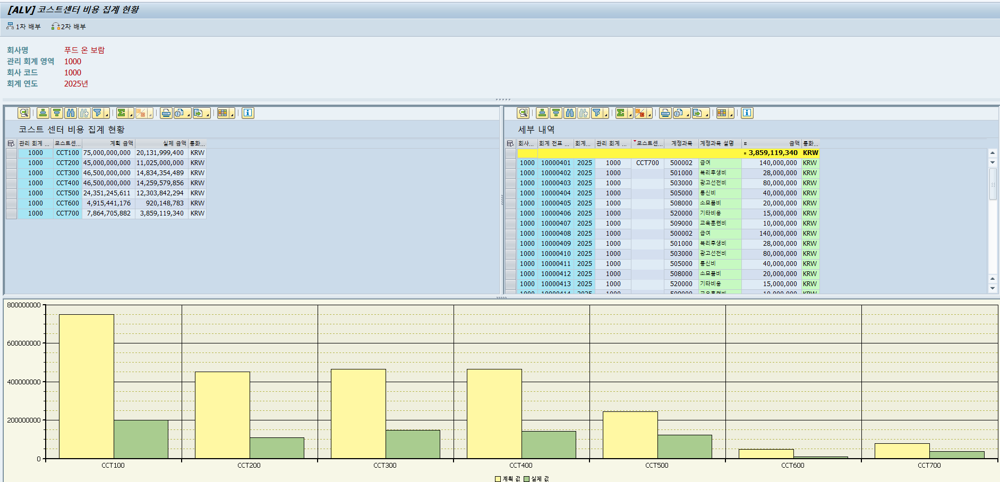 [ALV] 코스트센터 비용 집계 현황
1차 배부 2차 배부
회사명 푸드 온 보람
관리 회계 영역 1000
회사 코드 1000
회계 연도 2025년
코스트 센터 비용 집계 현황
관리 회계 ... 코스트센... 계획 금액 실제 금액 통화...
1000 CCT100 75,000,000,000 20,131,999,400 KRW
1000 CCT200 45,000,000,000 11,025,000,000 KRW
1000 CCT300 46,500,000,000 14,834,354,489 KRW
1000 CCT400 46,500,000,000 14,259,579,856 KRW
1000 CCT500 24,351,245,611 12,303,842,294 KRW
1000 CCT600 4,915,441,176 920,148,783 KRW
1000 CCT700 7,864,705,882 3,859,119,340 KRW
세부 내역
회사... 회계 전표 ... 회계... 관리 회계 ... 코스트센... 계정과목 계정과목 설명 Σ 금액 통화...
3,859,119,340 KRW
1000 10000401 2025 1000 CCT700 500002 급여 140,000,000 KRW
1000 10000402 2025 1000 501000 복리후생비 28,000,000 KRW
1000 10000403 2025 1000 503000 광고선전비 80,000,000 KRW
1000 10000404 2025 1000 505000 통신비 40,000,000 KRW
1000 10000405 2025 1000 508000 소모품비 20,000,000 KRW
1000 10000406 2025 1000 520000 기타비용 15,000,000 KRW
1000 10000407 2025 1000 509000 교육훈련비 10,000,000 KRW
1000 10000408 2025 1000 500002 급여 140,000,000 KRW
1000 10000409 2025 1000 501000 복리후생비 28,000,000 KRW
1000 10000410 2025 1000 503000 광고선전비 80,000,000 KRW
1000 10000411 2025 1000 505000 통신비 40,000,000 KRW
1000 10000412 2025 1000 508000 소모품비 20,000,000 KRW
1000 10000413 2025 1000 520000 기타비용 15,000,000 KRW
1000 10000414 2025 1000 509000 교육훈련비 10,000,000 KRW
800000000
600000000
400000000
200000000
0
CCT100 CCT200 CCT300 CCT400 CCT500 CCT600 CCT700
계획 값 실제 값